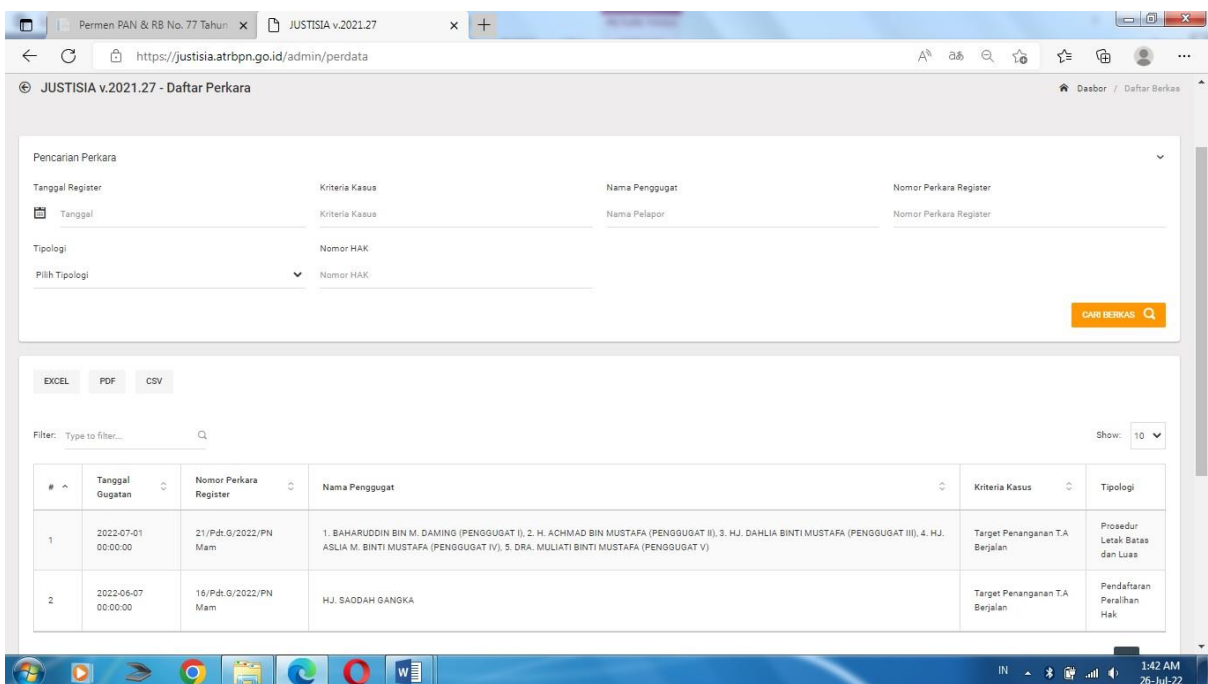 Permen PAN & RB No. 77 Tahun
JUSTISIA v.2021.27
https://justisia.atrbpn.go.id/admin/perdata
JUSTISIA v.2021.27 - Daftar Perkara
Dasbor / Daftar Berkas
Pencarian Perkara
Tanggal Register Kriteria Kasus Nama Penggugat Nomor Perkara Register
Tanggal Kriteria Kasus Nama Pelapor Nomor Perkara Register
Tipologi Nomor HAK
Pilih Tipologi Nomor HAK
CARI BERKAS
EXCEL PDF CSV
Filter: Type to filter... Show: 10
# Tanggal Gugatan Nomor Perkara Register Nama Penggugat Kriteria Kasus Tipologi
1
2022-07-01
00:00:00
21/Pdt.G/2022/PN
Mam
1. BAHARUDDIN BIN M. DAMING (PENGGUGAT I), 2. H. ACHMAD BIN MUSTAFA (PENGGUGAT II), 3. HJ. DAHLIA BINTI MUSTAFA (PENGGUGAT III), 4. HJ.
ASLIA M. BINTI MUSTAFA (PENGGUGAT IV), 5. DRA. MULIATI BINTI MUSTAFA (PENGGUGAT V)
Target Penanganan T.A
Berjalan
Prosedur
Letak Batas
dan Luas
2
2022-06-07
00:00:00
16/Pdt.G/2022/PN
Mam
HJ. SAODAH GANGKA
Target Penanganan T.A
Berjalan
Pendaftaran
Peralihan
Hak
IN
1:42 AM
26-Jul-22